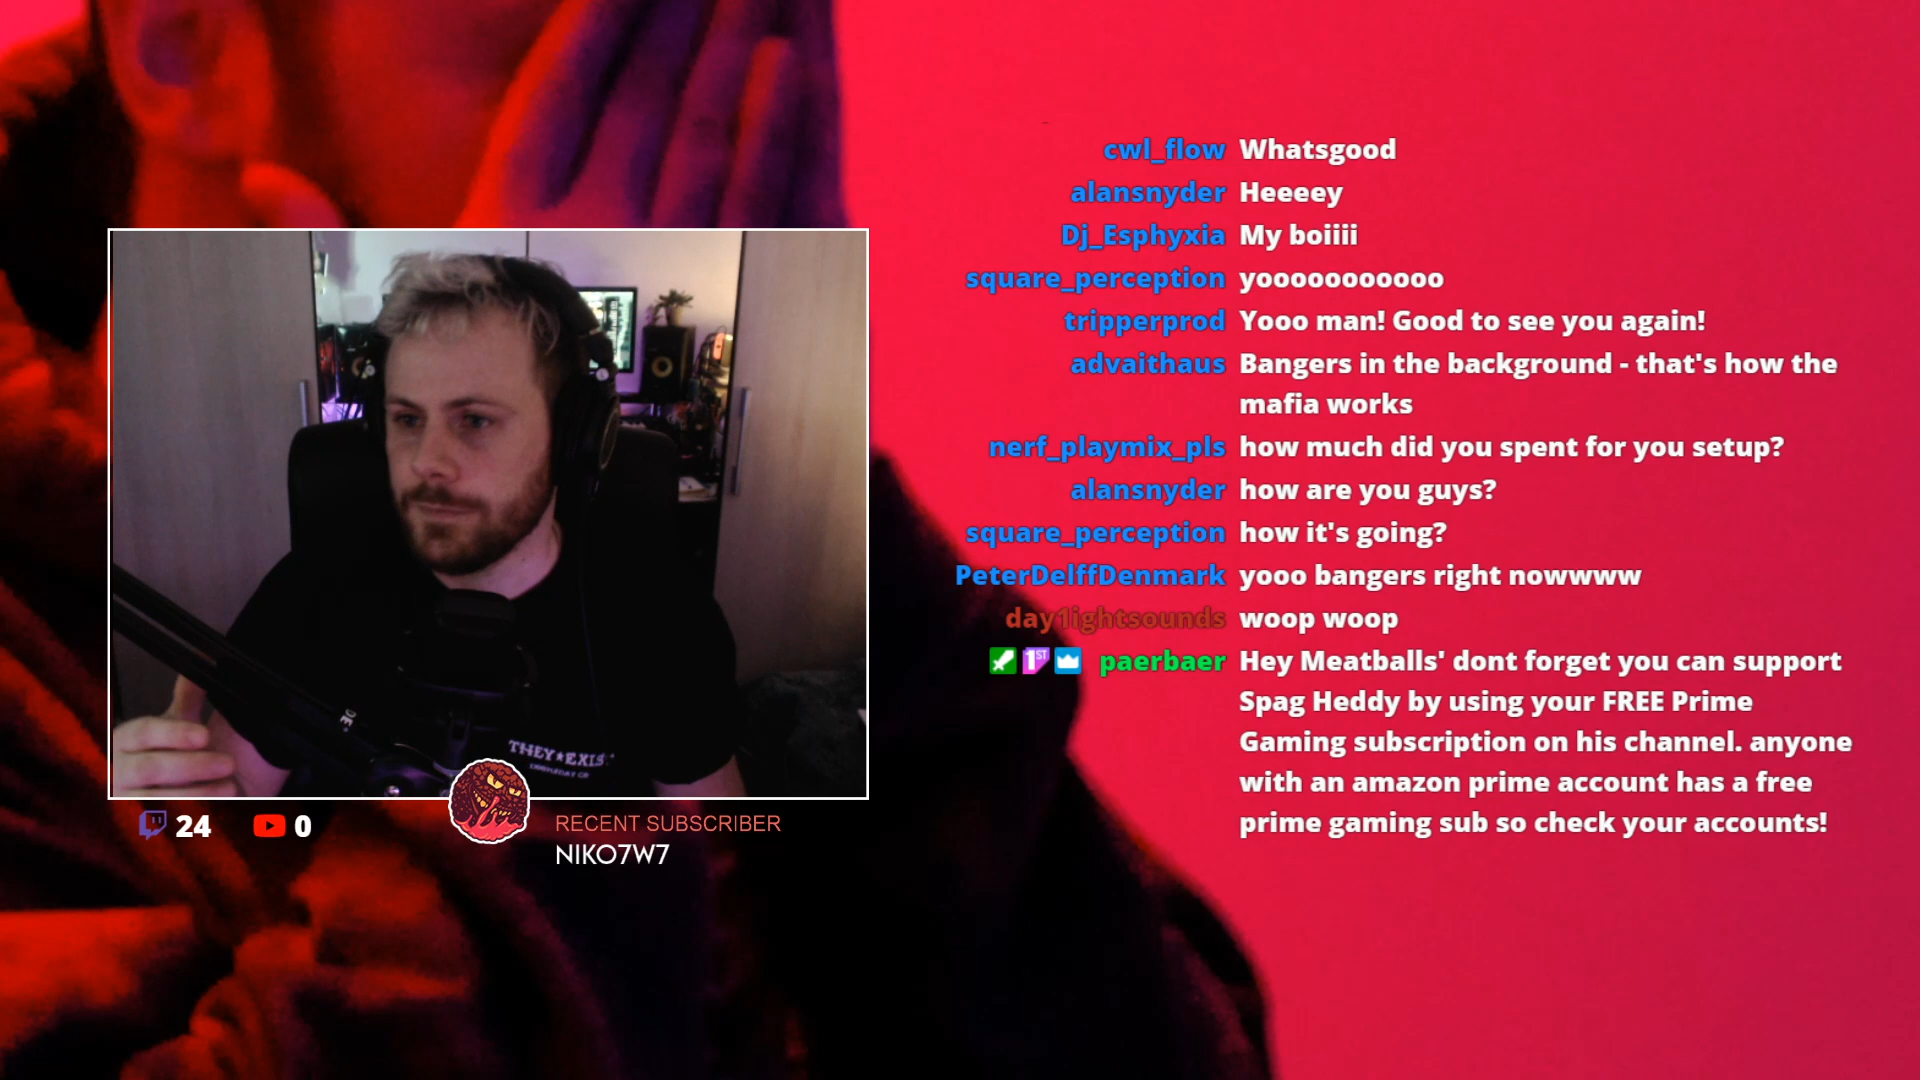 cwl_flow Whatsgood
alansnyder Heeeey
Dj_Esphyxia My boiiii
square_perception yooooooooooo
tripperprod Yooo man! Good to see you again!
advaithaus Bangers in the background - that's how the
mafia works
nerf_playmix_pls how much did you spent for you setup?
alansnyder how are you guys?
square_perception how it's going?
PeterDelffDenmark yooo bangers right nowwww
day1ightsounds woop woop
1ST paerbaer Hey Meatballs' dont forget you can support
Spag Heddy by using your FREE Prime
Gaming subscription on his channel. anyone
with an amazon prime account has a free
prime gaming sub so check your accounts!
THEY★EXIST
24 0
RECENT SUBSCRIBER
NIKO7W7